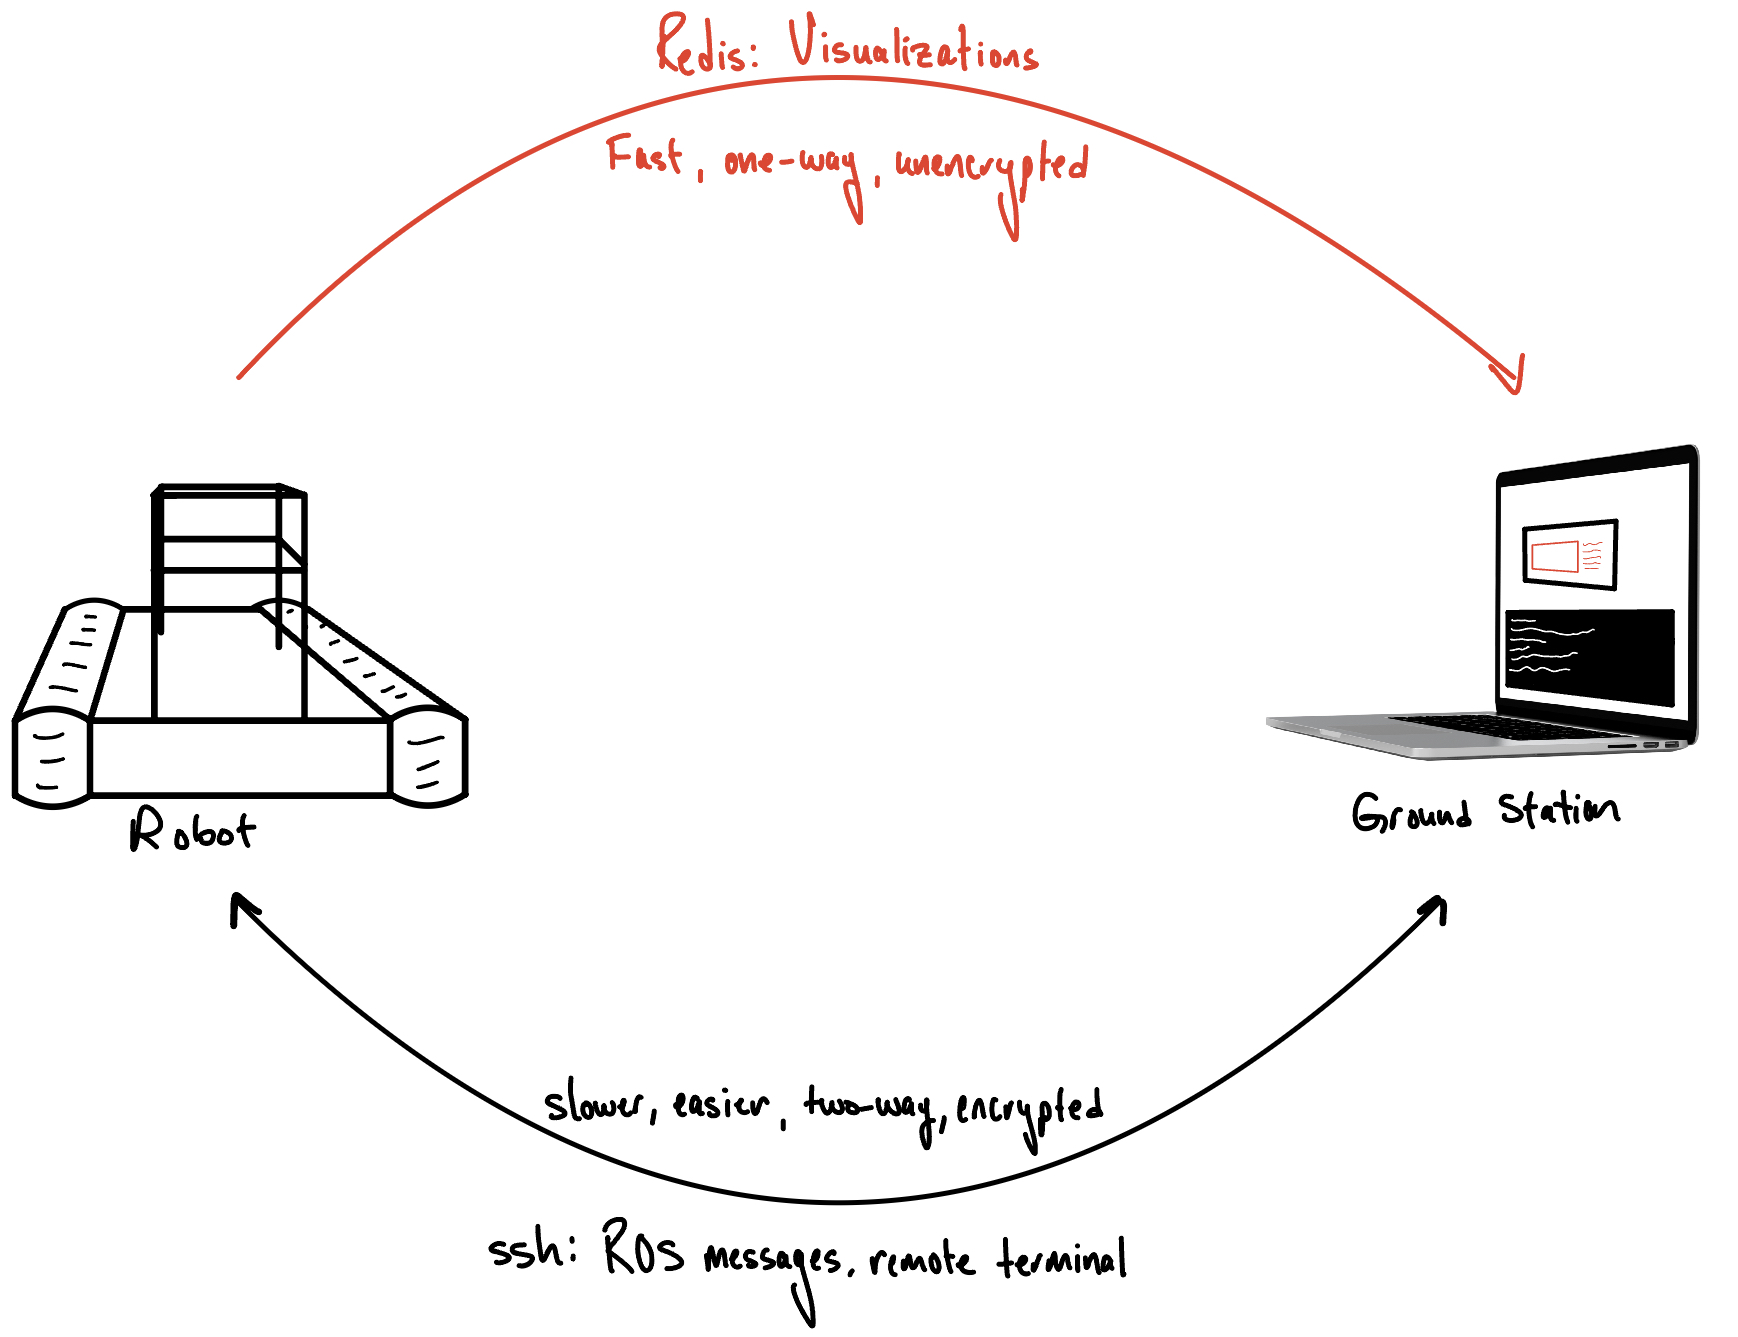 Redis: Visualizations
Fast, one-way, unencrypted
Robot
Ground Station
slower, easier, two-way, encrypted
ssh: ROS messages, remote terminal